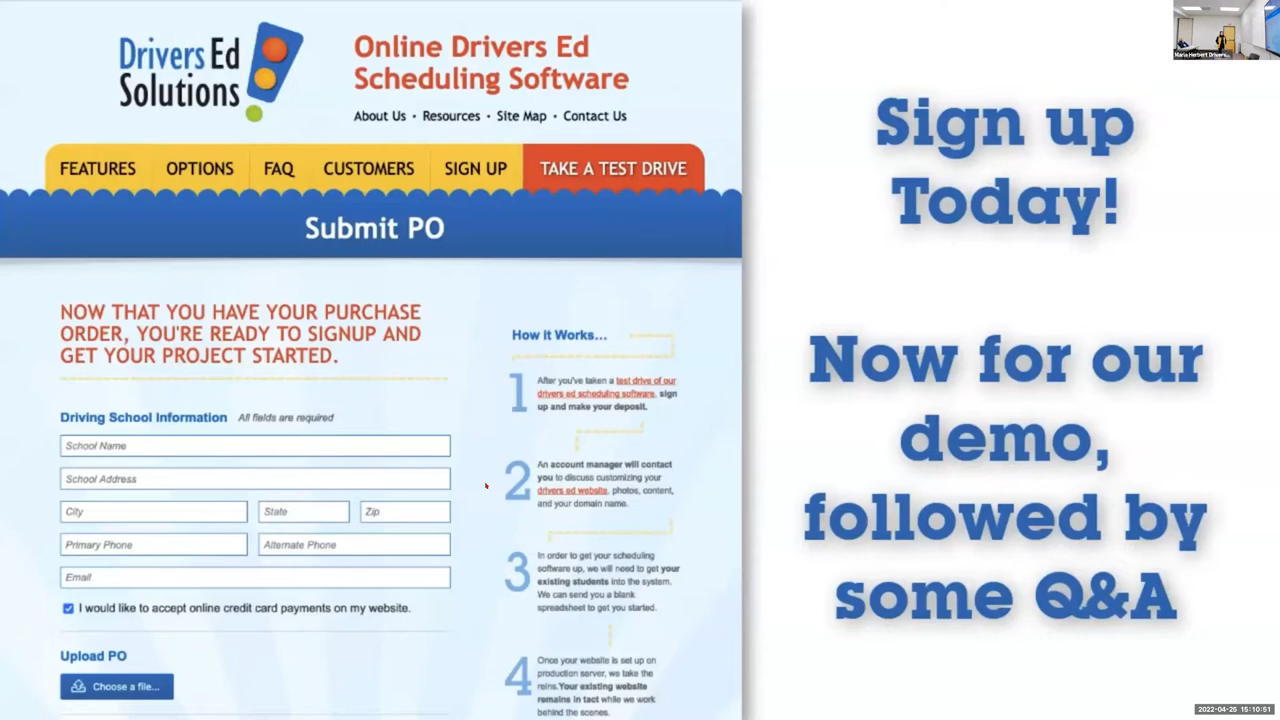 Drivers Ed
Solutions
Online Drivers Ed
Scheduling Software
About Us • Resources • Site Map • Contact Us
FEATURES OPTIONS FAQ CUSTOMERS SIGN UP TAKE A TEST DRIVE
Submit PO
NOW THAT YOU HAVE YOUR PURCHASE
ORDER, YOU'RE READY TO SIGNUP AND
GET YOUR PROJECT STARTED.
Driving School Information All fields are required
School Name
School Address
City State Zip
Primary Phone Alternate Phone
Email
I would like to accept online credit card payments on my website.
Upload PO
Choose a file...
How it Works...
1
After you've taken a test drive of our
drivers ed scheduling software, sign
up and make your deposit.
2
An account manager will contact
you to discuss customizing your
drivers ed website, photos, content,
and your domain name.
3
In order to get your scheduling
software up, we will need to get your
existing students into the system.
We can send you a blank
spreadsheet to get you started.
4
Once your website is set up on
production server, we take the
reins.Your existing website
remains in tact while we work
behind the scenes.
Sign up
Today!
Now for our
demo,
followed by
some Q&A
Maria Herbert Drivers...
2022-04-25 15:10:51